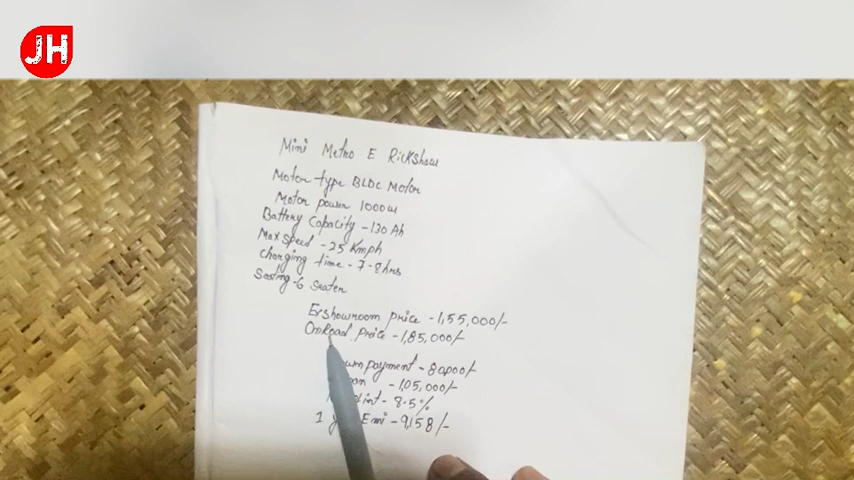 JH
Mini Metro E Rickshaw
Motor type BLDC Motor
Motor power 1000w
Battery Capacity - 130 Ah
Max Speed - 25 Kmph
Charging time - 7-8hrs
Seating - 6 Seater
Exshowroom price - 1,55,000/-
OnRoad price - 1,85,000/-
payment - 80,000/-
- 1,05,000/-
int - 8.5%
1 Emi - 9,158/-